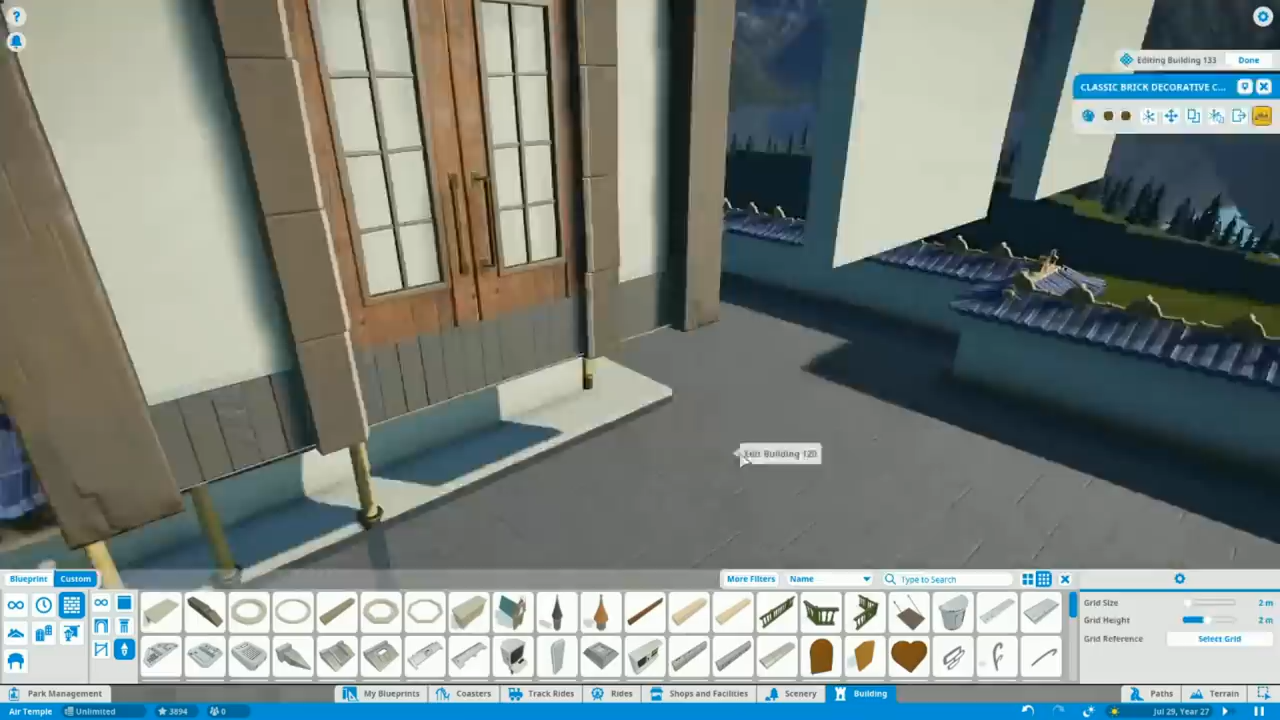 Editing Building 133
Done
CLASSIC BRICK DECORATIVE C...
Edit Building 120
Blueprint
Custom
More Filters
Name
Type to Search
Grid Size
2 m
Grid Height
2 m
Grid Reference
Select Grid
Park Management
My Blueprints
Coasters
Track Rides
Rides
Shops and Facilities
Scenery
Building
Paths
Terrain
Air Temple
Unlimited
3894
0
Jul 29, Year 27